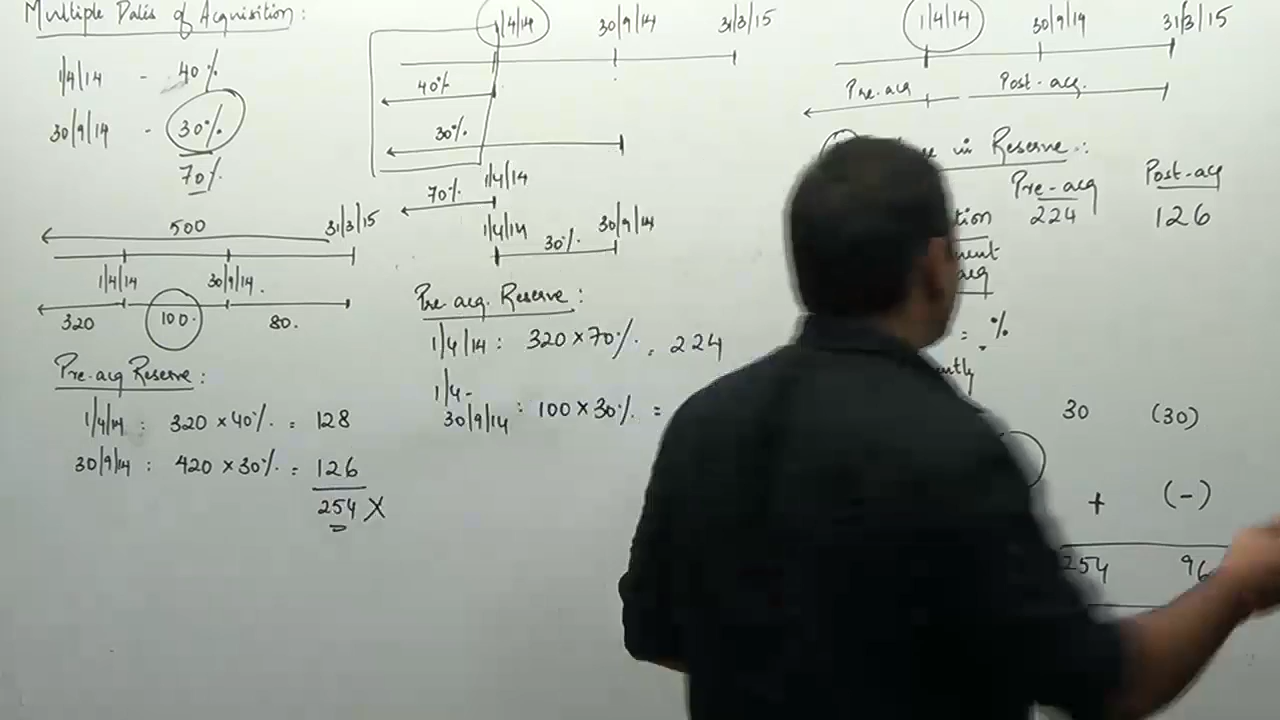 Multiple Dates of Acquisition:
1/4/14 - 40%
30/9/14 - 30%
70%
500
31/3/15
1/4/14 30/9/14.
320 100. 80.
Pre-acq Reserve:
1/4/14 : 320 x 40% = 128
30/9/14 : 420 x 30% = 126
254 X
1/4/14 30/9/14 31/3/15
40%
30%
70% 1/4/14
1/4/14 30% 30/9/14
Pre acq. Reserve:
1/4/14 : 320 x 70% = 224
1/4 -
30/9/14 : 100 x 30% =
1/4/14 30/9/14 31/3/15
Pre-acq Post-acq.
in Reserve:
Pre-acq Post-acq
224 126
acq
= %
30 (30)
+ (-)
254 96